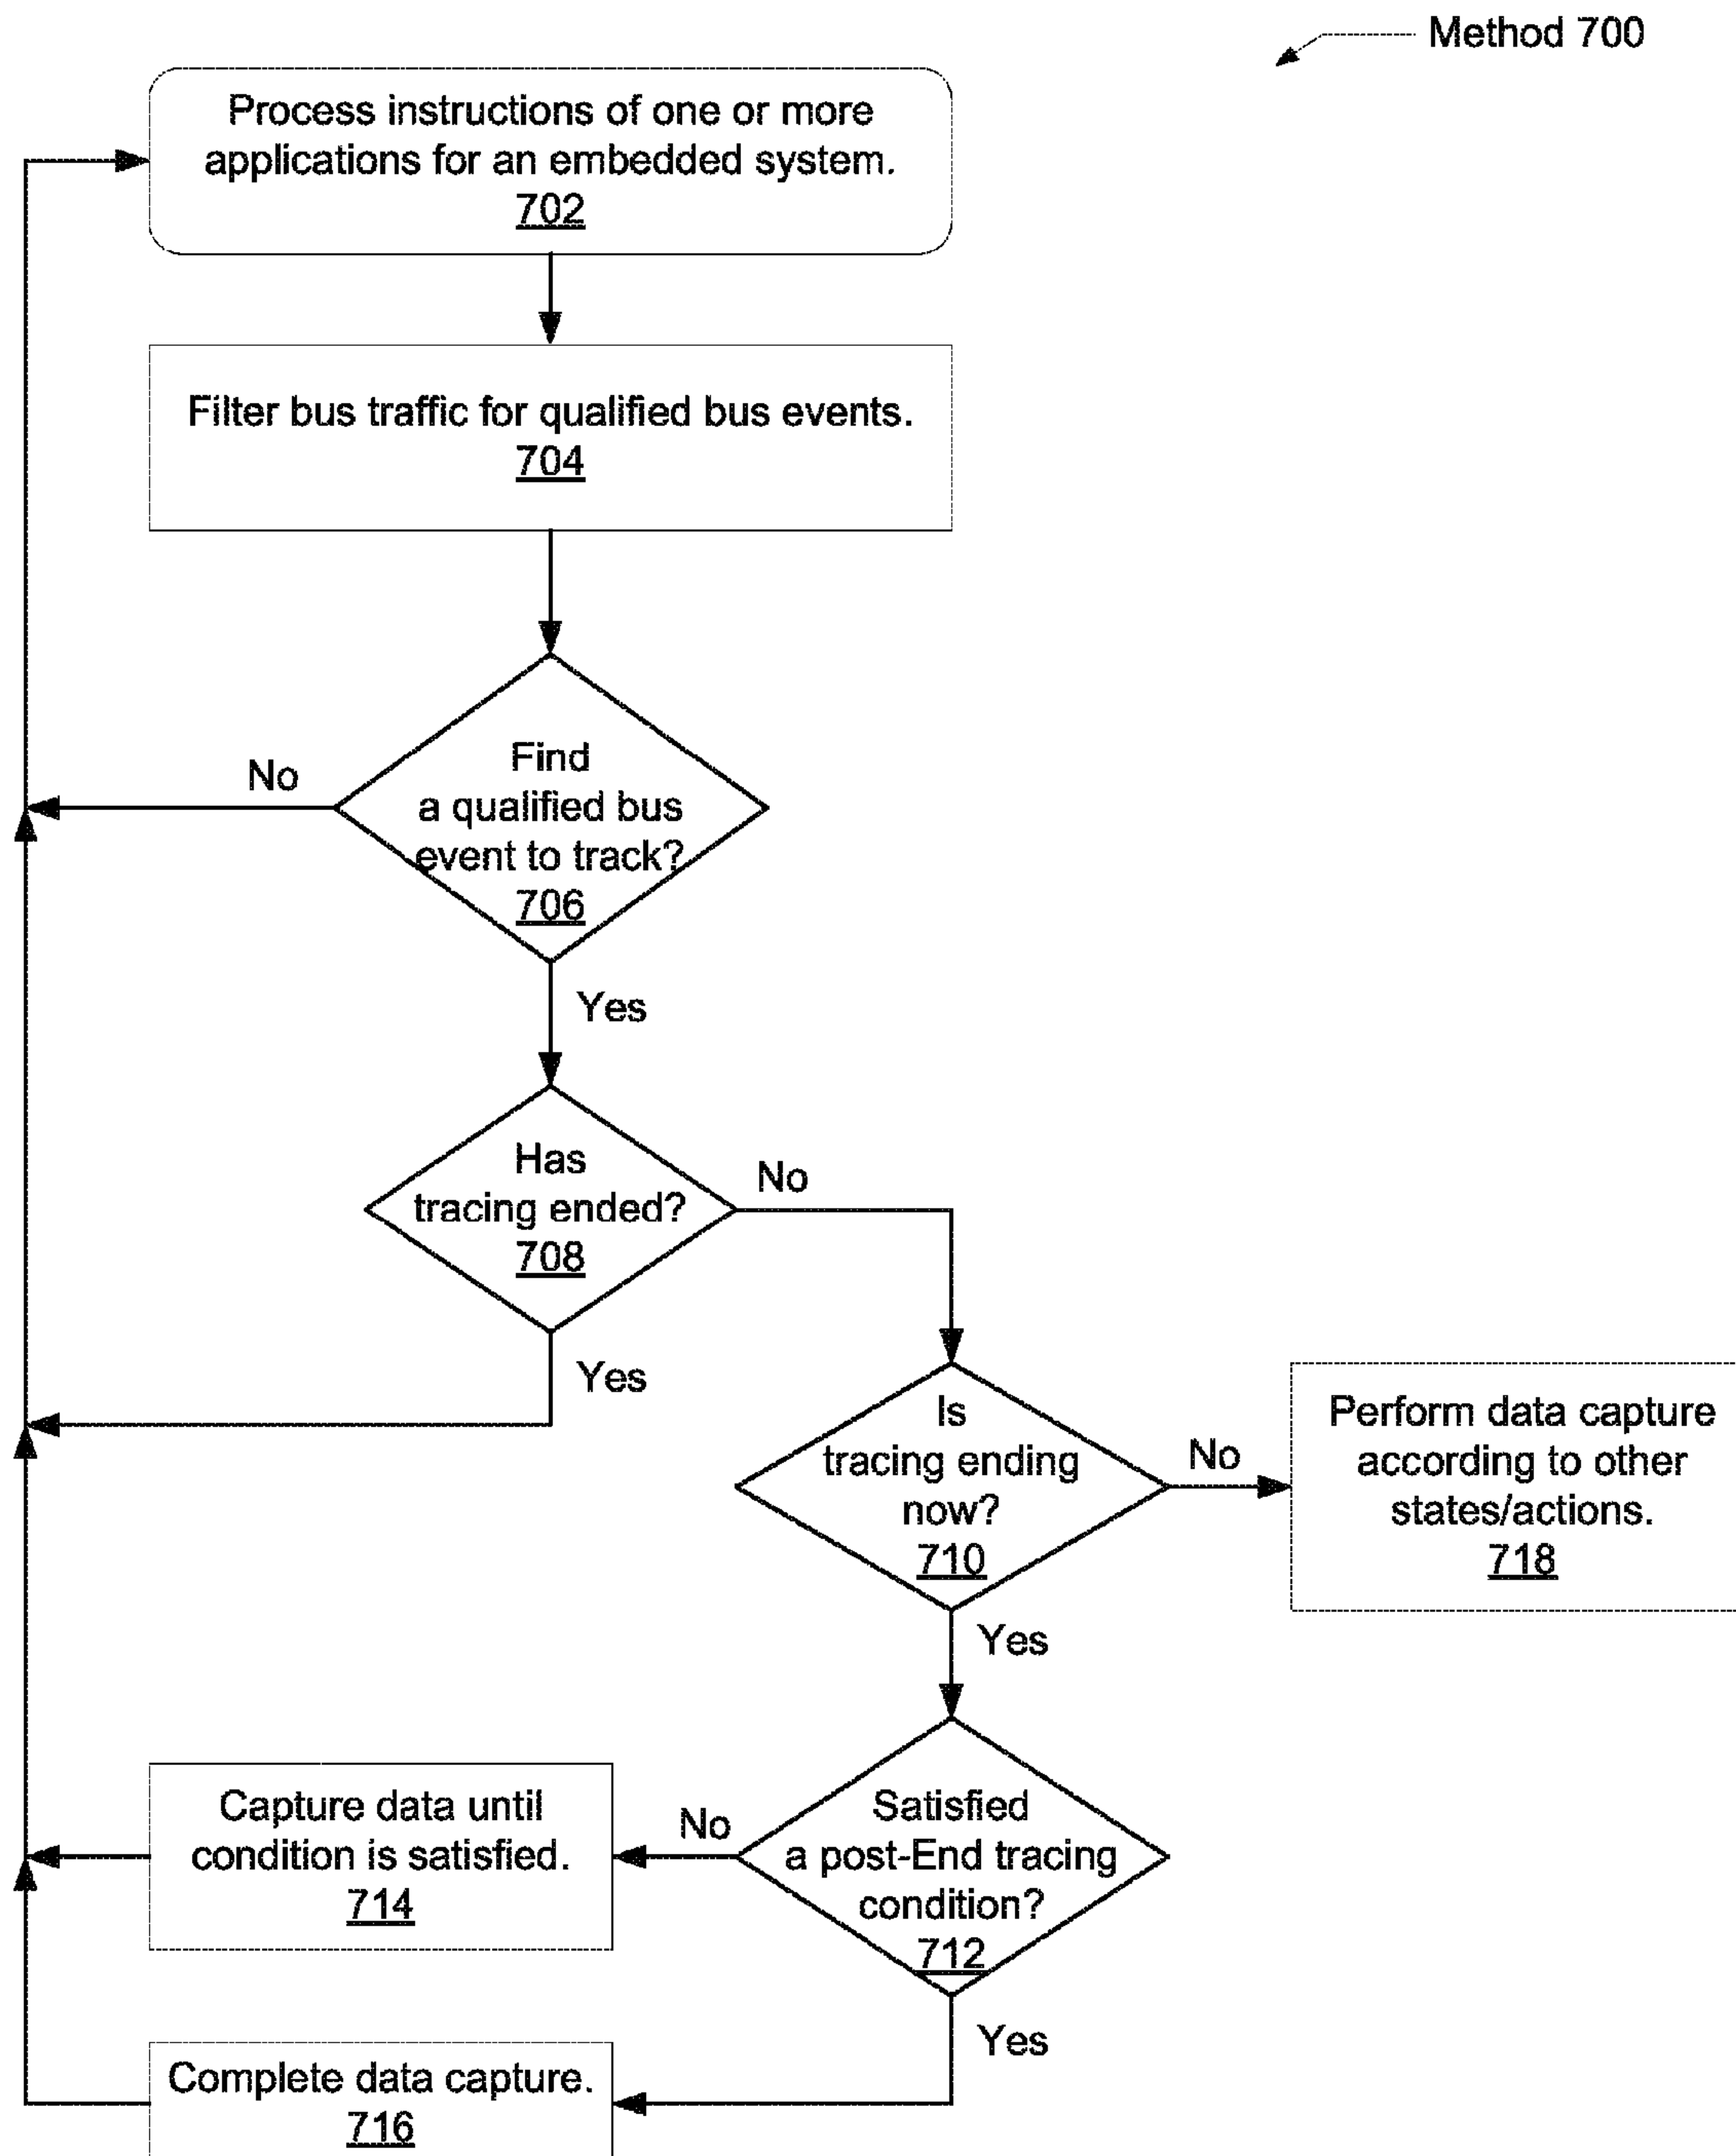 Method 700
Process instructions of one or more
applications for an embedded system.
702
Filter bus traffic for qualified bus events.
704
Find
a qualified bus
event to track?
706
No
Yes
Has
tracing ended?
708
No
Yes
Is
tracing ending
now?
710
No
Perform data capture
according to other
states/actions.
718
Yes
Satisfied
a post-End tracing
condition?
712
No
Capture data until
condition is satisfied.
714
Yes
Complete data capture.
716